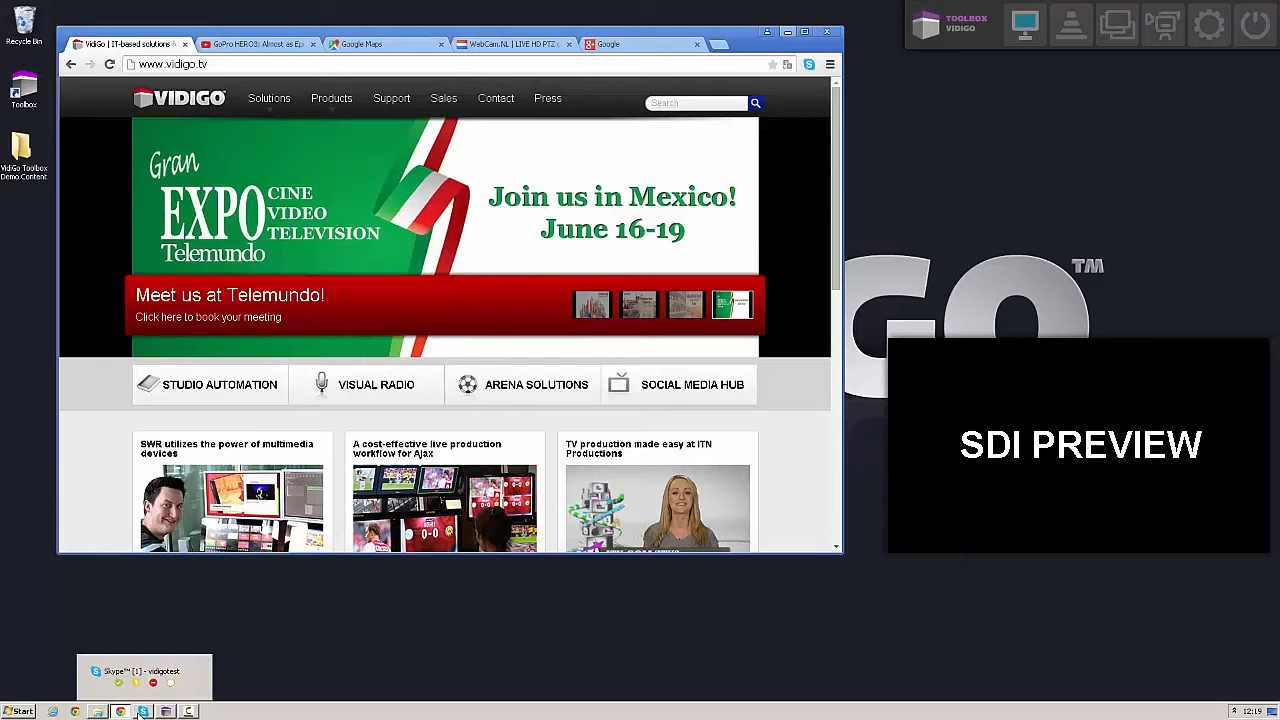 TOOLBOX
VIDIGO
Recycle Bin
Toolbox
VidiGo Toolbox
Demo Content
VidiGo | IT-based solutions f
GoPro HERO3: Almost as Epi
Google Maps
WebCam.NL | LIVE HD PTZ c
Google
www.vidigo.tv
VIDIGO
Solutions
Products
Support
Sales
Contact
Press
Search
Gran
EXPO
CINE
VIDEO
TELEVISION
Telemundo
Join us in Mexico!
June 16-19
Meet us at Telemundo!
Click here to book your meeting
STUDIO AUTOMATION
VISUAL RADIO
ARENA SOLUTIONS
SOCIAL MEDIA HUB
SWR utilizes the power of multimedia
devices
A cost-effective live production
workflow for Ajax
TV production made easy at ITN
Productions
0-0
GO™
SDI PREVIEW
Skype™ [1] - vidigotest
Start
12:19